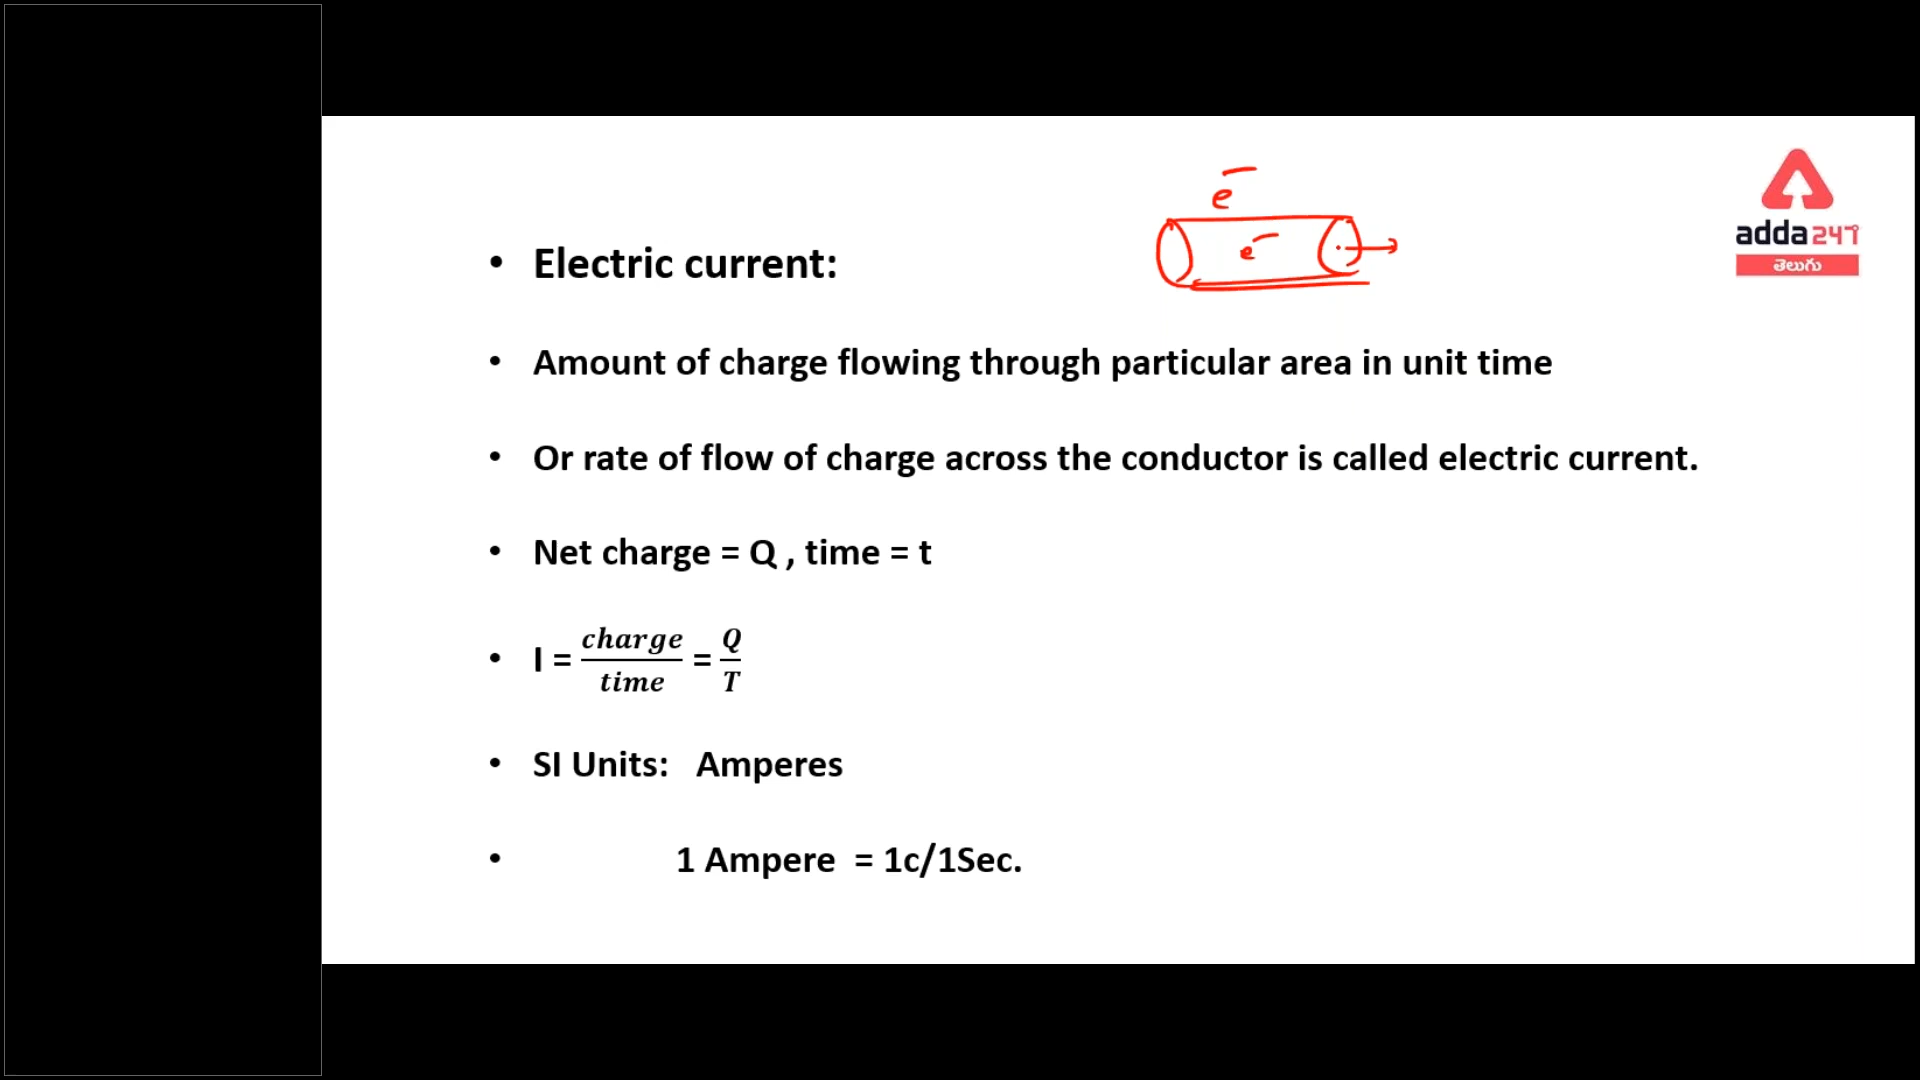 e⁻
e⁻
adda247
తెలుగు
• Electric current:
• Amount of charge flowing through particular area in unit time
• Or rate of flow of charge across the conductor is called electric current.
• Net charge = Q , time = t
• I = charge/time = Q/T
• SI Units: Amperes
• 1 Ampere = 1c/1Sec.